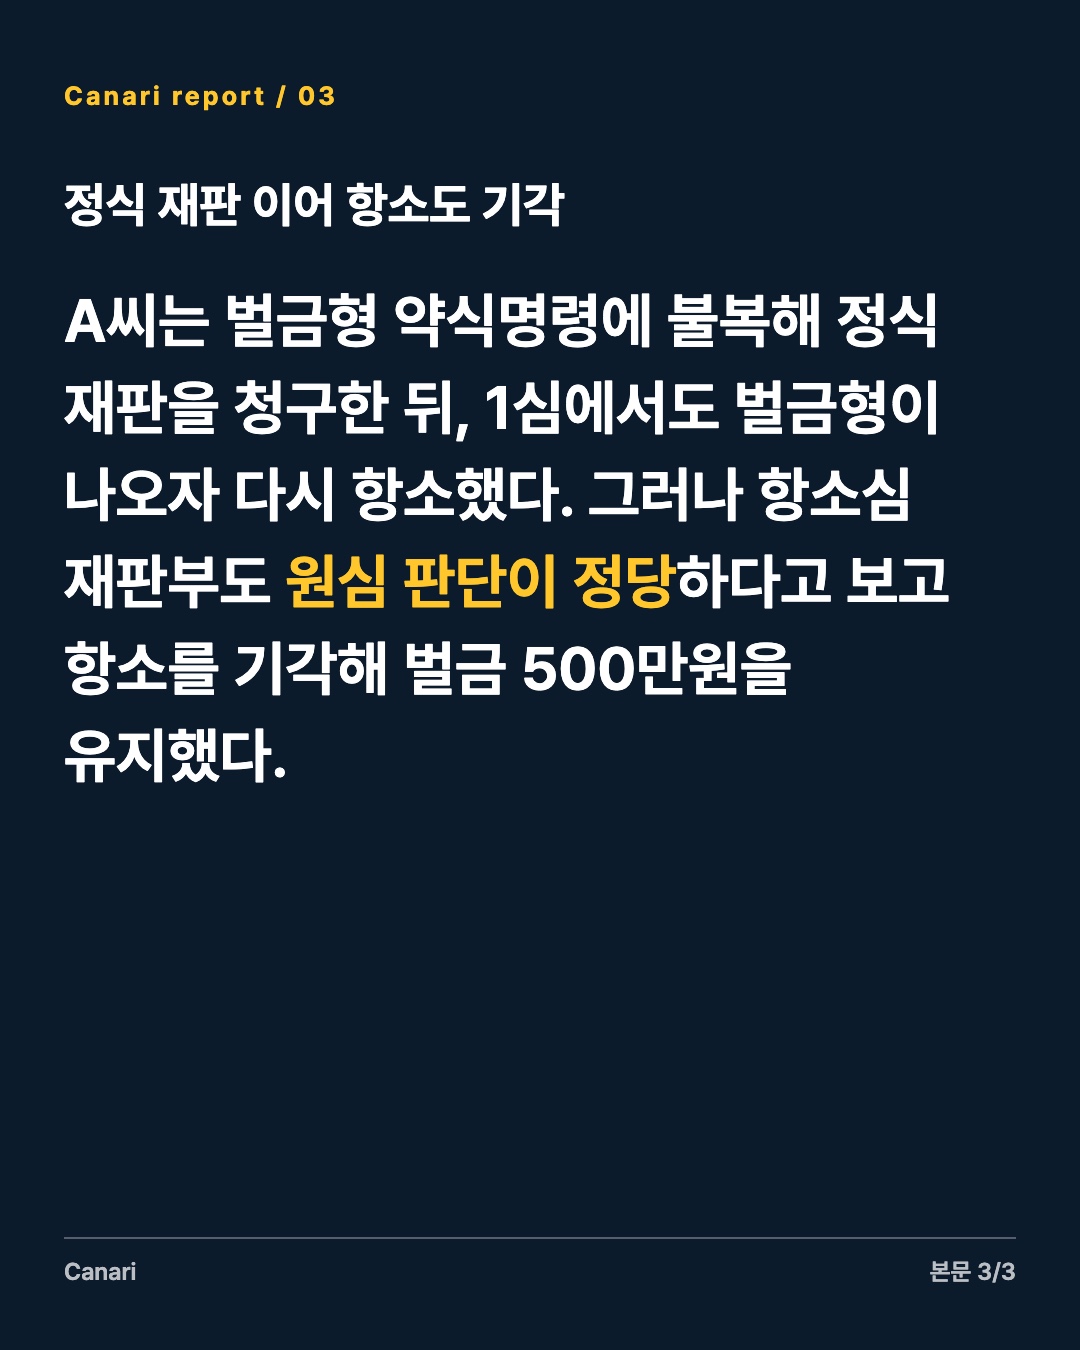 Canari report / 03
정식 재판 이어 항소도 기각
A씨는 벌금형 약식명령에 불복해 정식
재판을 청구한 뒤, 1심에서도 벌금형이
나오자 다시 항소했다. 그러나 항소심
재판부도 원심 판단이 정당하다고 보고
항소를 기각해 벌금 500만원을
유지했다.
Canari
본문 3/3